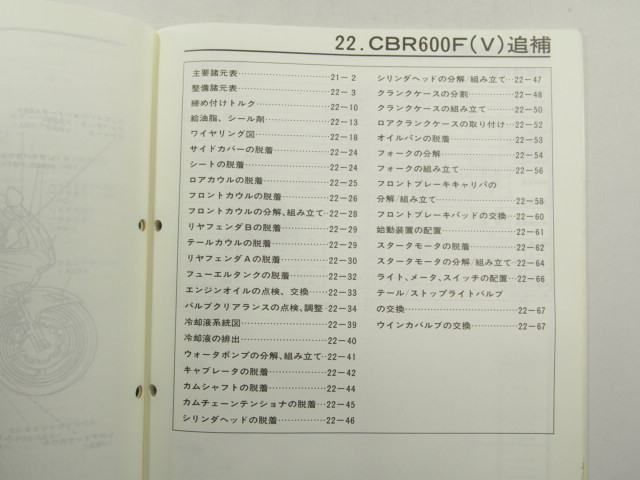 22. CBR600F(V)追補
主要諸元表…………………21－2
整備諸元表…………………22－3
締め付けトルク……………22－10
給油脂、シール剤…………22－13
ワイヤリング図……………22－18
サイドカバーの脱着………22－24
シートの脱着………………22－24
ロアカウルの脱着…………22－25
フロントカウルの脱着……22－26
フロントカウルの分解、組み立て…22－28
リヤフェンダBの脱着………22－29
テールカウルの脱着…………22－29
リヤフェンダAの脱着………22－30
フューエルタンクの脱着……22－32
エンジンオイルの点検、交換……22－33
バルブクリアランスの点検、調整…22－34
冷却液系統図…………………22－39
冷却液の排出…………………22－40
ウォータポンプの分解、組み立て…22－41
キャブレータの脱着…………22－42
カムシャフトの脱着…………22－44
カムチェーンテンショナの脱着…22－45
シリンダヘッドの脱着………22－46
シリンダヘッドの分解/組み立て…22－47
クランクケースの分割…………22－48
クランクケースの組み立て……22－50
ロアクランクケースの取り付け…22－52
オイルパンの脱着………………22－53
フォークの分解…………………22－54
フォークの組み立て……………22－56
フロントブレーキキャリパの
分解/組み立て…………………22－58
フロントブレーキパッドの交換…22－60
始動装置の配置…………………22－61
スタータモータの脱着…………22－62
スタータモータの分解/組み立て…22－64
ライト、メータ、スイッチの配置…22－66
テール/ストップライトバルブ
の交換……………………………22－67
ウインカバルブの交換…………22－67